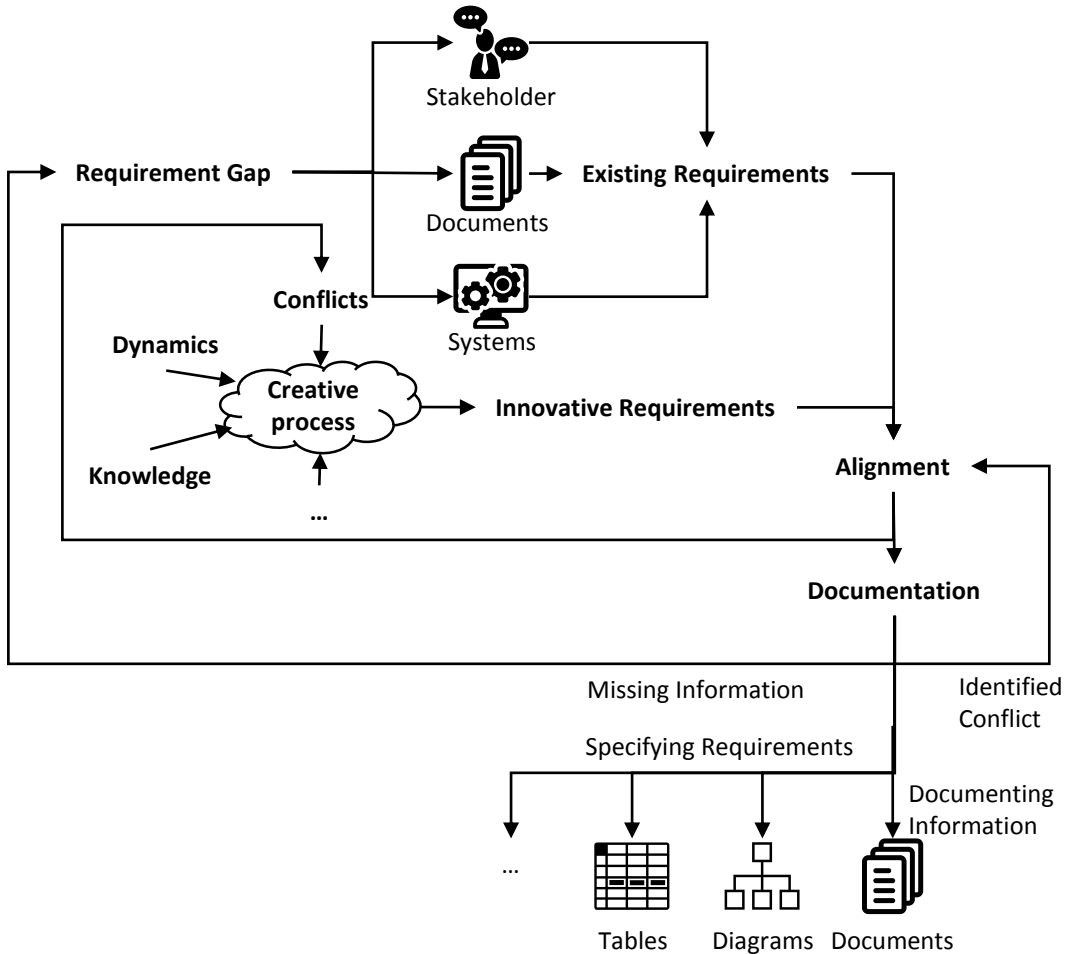 Stakeholder
Requirement Gap
Existing Requirements
Documents
Conflicts
Systems
Dynamics
Creative
process
Innovative Requirements
Knowledge
Alignment
...
Documentation
Missing Information
Identified
Conflict
Specifying Requirements
Documenting
Information
...
Tables
Diagrams
Documents